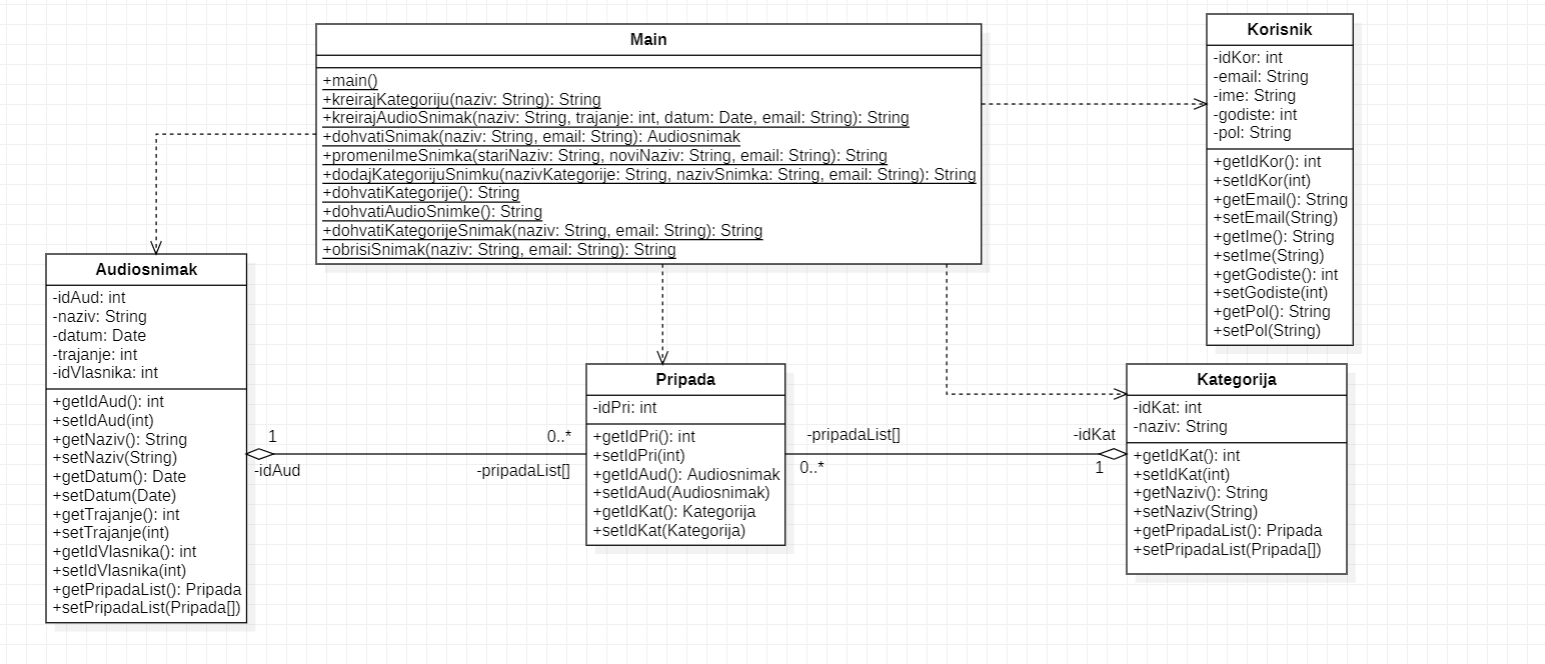 Main
+main()
+kreirajKategoriju(naziv: String): String
+kreirajAudioSnimak(naziv: String, trajanje: int, datum: Date, email: String): String
+dohvatiSnimak(naziv: String, email: String): Audiosnimak
+promeniImeSnimka(stariNaziv: String, noviNaziv: String, email: String): String
+dodajKategorijuSnimku(nazivKategorije: String, nazivSnimka: String, email: String): String
+dohvatiKategorije(): String
+dohvatiAudioSnimke(): String
+dohvatiKategorijeSnimak(naziv: String, email: String): String
+obrisiSnimak(naziv: String, email: String): String
Korisnik
-idKor: int
-email: String
-ime: String
-godiste: int
-pol: String
+getIdKor(): int
+setIdKor(int)
+getEmail(): String
+setEmail(String)
+getIme(): String
+setIme(String)
+getGodiste(): int
+setGodiste(int)
+getPol(): String
+setPol(String)
Audiosnimak
-idAud: int
-naziv: String
-datum: Date
-trajanje: int
-idVlasnika: int
+getIdAud(): int
+setIdAud(int)
+getNaziv(): String
+setNaziv(String)
+getDatum(): Date
+setDatum(Date)
+getTrajanje(): int
+setTrajanje(int)
+getIdVlasnika(): int
+setIdVlasnika(int)
+getPripadaList(): Pripada
+setPripadaList(Pripada[])
1
-idAud
0..*
-pripadaList[]
Pripada
-idPri: int
+getIdPri(): int
+setIdPri(int)
+getIdAud(): Audiosnimak
+setIdAud(Audiosnimak)
+getIdKat(): Kategorija
+setIdKat(Kategorija)
-pripadaList[]
0..*
-idKat
1
Kategorija
-idKat: int
-naziv: String
+getIdKat(): int
+setIdKat(int)
+getNaziv(): String
+setNaziv(String)
+getPripadaList(): Pripada
+setPripadaList(Pripada[])